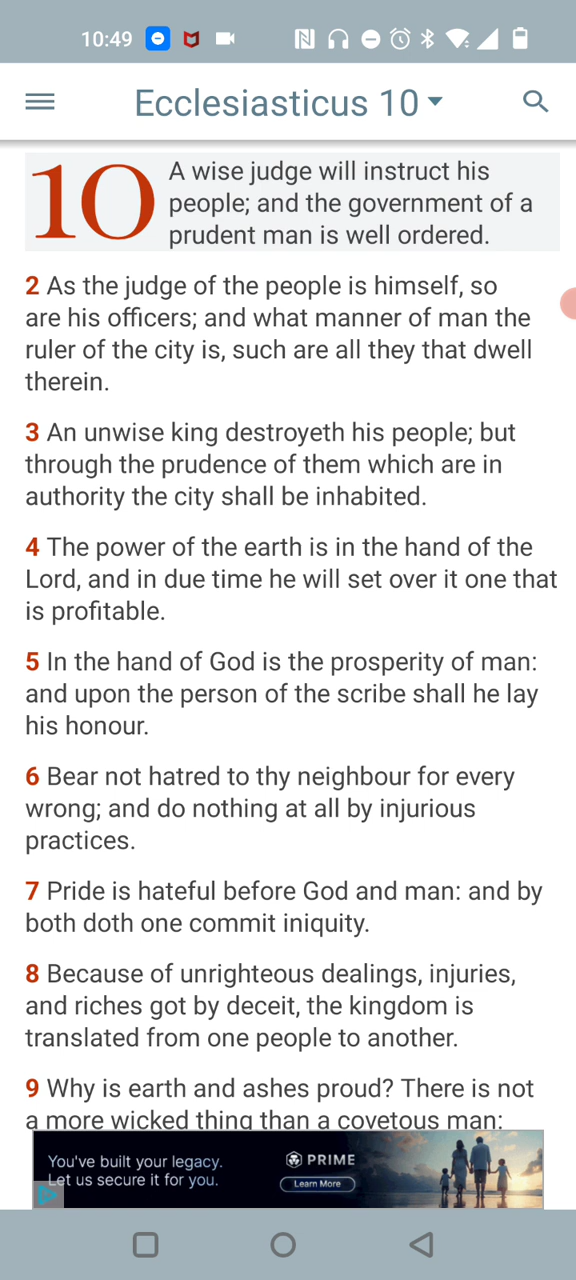 10:49
Ecclesiasticus 10
10 A wise judge will instruct his
people; and the government of a
prudent man is well ordered.
2 As the judge of the people is himself, so
are his officers; and what manner of man the
ruler of the city is, such are all they that dwell
therein.
3 An unwise king destroyeth his people; but
through the prudence of them which are in
authority the city shall be inhabited.
4 The power of the earth is in the hand of the
Lord, and in due time he will set over it one that
is profitable.
5 In the hand of God is the prosperity of man:
and upon the person of the scribe shall he lay
his honour.
6 Bear not hatred to thy neighbour for every
wrong; and do nothing at all by injurious
practices.
7 Pride is hateful before God and man: and by
both doth one commit iniquity.
8 Because of unrighteous dealings, injuries,
and riches got by deceit, the kingdom is
translated from one people to another.
9 Why is earth and ashes proud? There is not
a more wicked thing than a covetous man:
You've built your legacy.
Let us secure it for you.
PRIME
Learn More